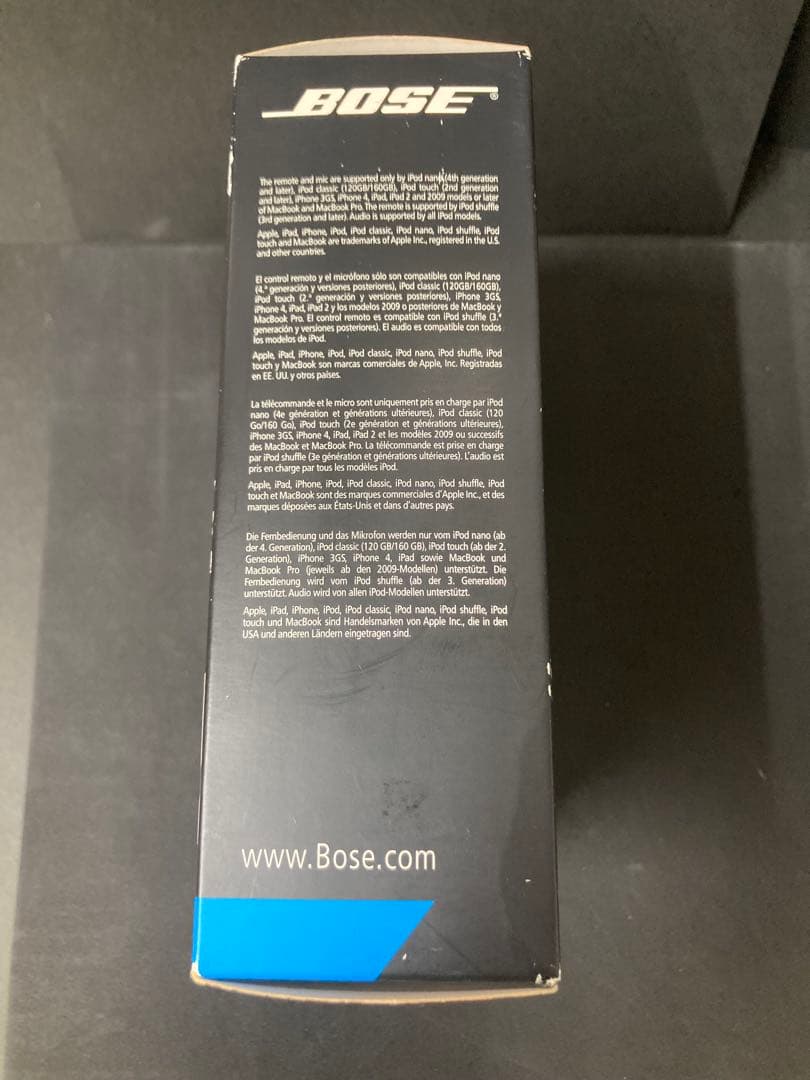 BOSE®
The remote and mic are supported only by iPod nano (4th generation
and later), iPod classic (120GB/160GB), iPod touch (2nd generation
and later), iPhone 3GS, iPhone 4, iPad, iPad 2 and 2009 models or later
of MacBook and MacBook Pro. The remote is supported by iPod shuffle
(3rd generation and later). Audio is supported by all iPod models.
Apple, iPad, iPhone, iPod, iPod classic, iPod nano, iPod shuffle, iPod
touch and MacBook are trademarks of Apple Inc., registered in the U.S.
and other countries.
El control remoto y el micrófono sólo son compatibles con iPod nano
(4.ª generación y versiones posteriores), iPod classic (120GB/160GB),
iPod touch (2.ª generación y versiones posteriores), iPhone 3GS,
iPhone 4, iPad, iPad 2 y los modelos 2009 o posteriores de MacBook y
MacBook Pro. El control remoto es compatible con iPod shuffle (3.ª
generación y versiones posteriores). El audio es compatible con todos
los modelos de iPod.
Apple, iPad, iPhone, iPod, iPod classic, iPod nano, iPod shuffle, iPod
touch y MacBook son marcas comerciales de Apple, Inc. Registradas
en EE. UU. y otros países.
La télécommande et le micro sont uniquement pris en charge par iPod
nano (4e génération et générations ultérieures), iPod classic (120
Go/160 Go), iPod touch (2e génération et générations ultérieures),
iPhone 3GS, iPhone 4, iPad, iPad 2 et les modèles 2009 ou successifs
des MacBook et MacBook Pro. La télécommande est prise en charge
par iPod shuffle (3e génération et générations ultérieures). L'audio est
pris en charge par tous les modèles iPod.
Apple, iPad, iPhone, iPod, iPod classic, iPod nano, iPod shuffle, iPod
touch et MacBook sont des marques commerciales d'Apple Inc., et des
marques déposées aux États-Unis et dans d'autres pays.
Die Fernbedienung und das Mikrofon werden nur vom iPod nano (ab
der 4. Generation), iPod classic (120 GB/160 GB), iPod touch (ab der 2.
Generation), iPhone 3GS, iPhone 4, iPad sowie MacBook und
MacBook Pro (jeweils ab den 2009-Modellen) unterstützt. Die
Fernbedienung wird vom iPod shuffle (ab der 3. Generation)
unterstützt. Audio wird von allen iPod-Modellen unterstützt.
Apple, iPad, iPhone, iPod, iPod classic, iPod nano, iPod shuffle, iPod
touch und MacBook sind Handelsmarken von Apple Inc., die in den
USA und anderen Ländern eingetragen sind.
www.Bose.com